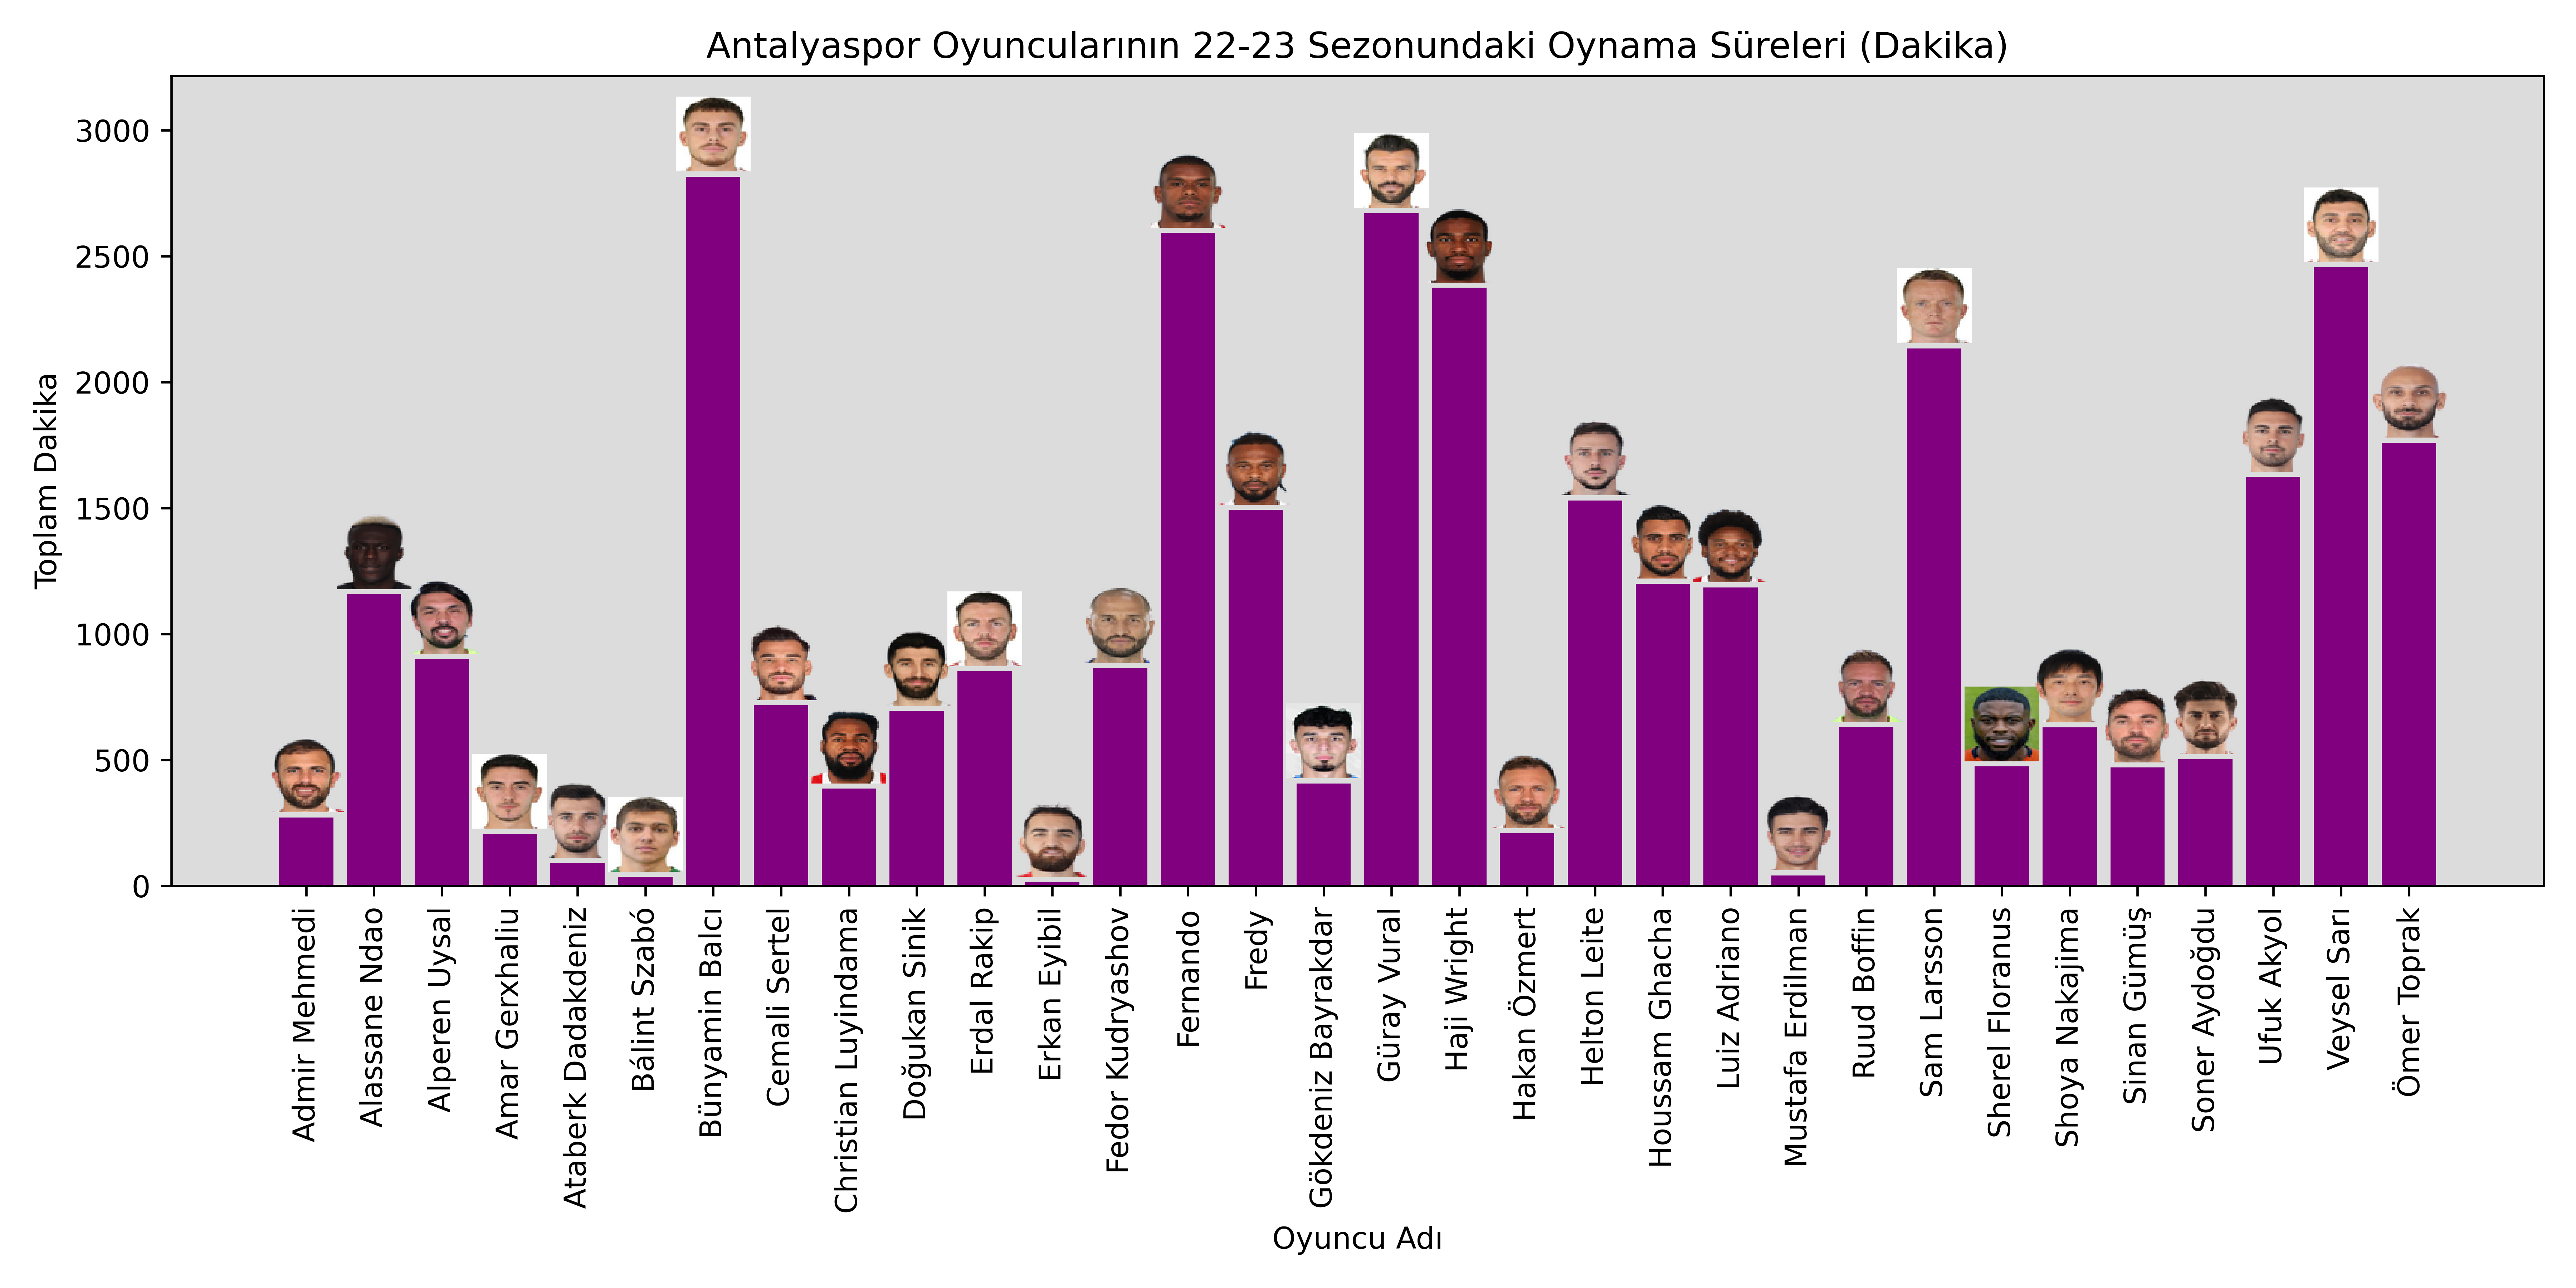 Antalyaspor Oyuncularının 22-23 Sezonundaki Oynama Süreleri (Dakika)
Toplam Dakika
3000
2500
2000
1500
1000
500
0
Admir Mehmedi
Alassane Ndao
Alperen Uysal
Amar Gerxhaliu
Ataberk Dadakdeniz
Bálint Szabó
Bünyamin Balcı
Cemali Sertel
Christian Luyindama
Doğukan Sinik
Erdal Rakip
Erkan Eyibil
Fedor Kudryashov
Fernando
Fredy
Gökdeniz Bayrakdar
Güray Vural
Haji Wright
Hakan Özmert
Helton Leite
Houssam Ghacha
Luiz Adriano
Mustafa Erdilman
Ruud Boffin
Sam Larsson
Sherel Floranus
Shoya Nakajima
Sinan Gümüş
Soner Aydoğdu
Ufuk Akyol
Veysel Sarı
Ömer Toprak
Oyuncu Adı